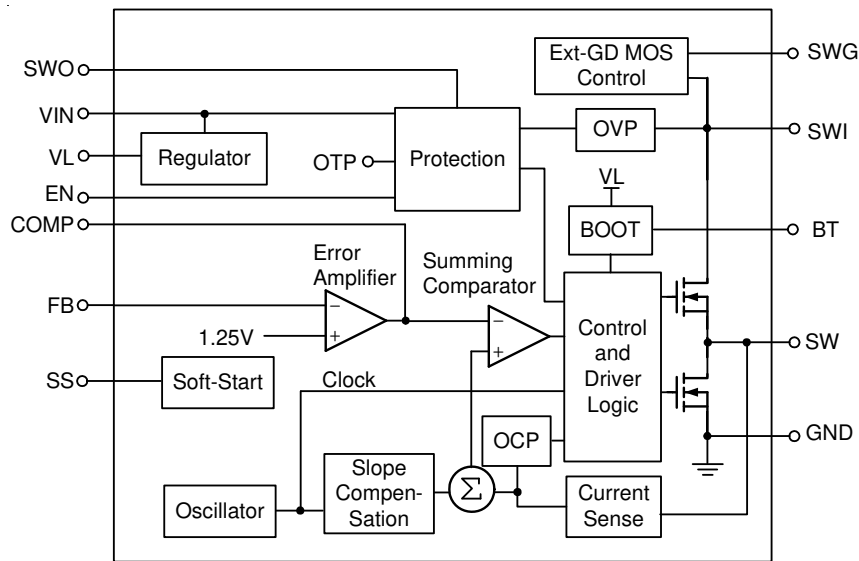 SWO
VIN
VL
EN
COMP
FB
SS
Regulator
OTP
Protection
Ext-GD MOS
Control
OVP
VL
BOOT
SWG
SWI
BT
SW
GND
Error
Amplifier
Summing
Comparator
−
+
1.25V
−
+
Control
and
Driver
Logic
Soft-Start
Clock
OCP
Oscillator
Slope
Compen-
Sation
Σ
Current
Sense